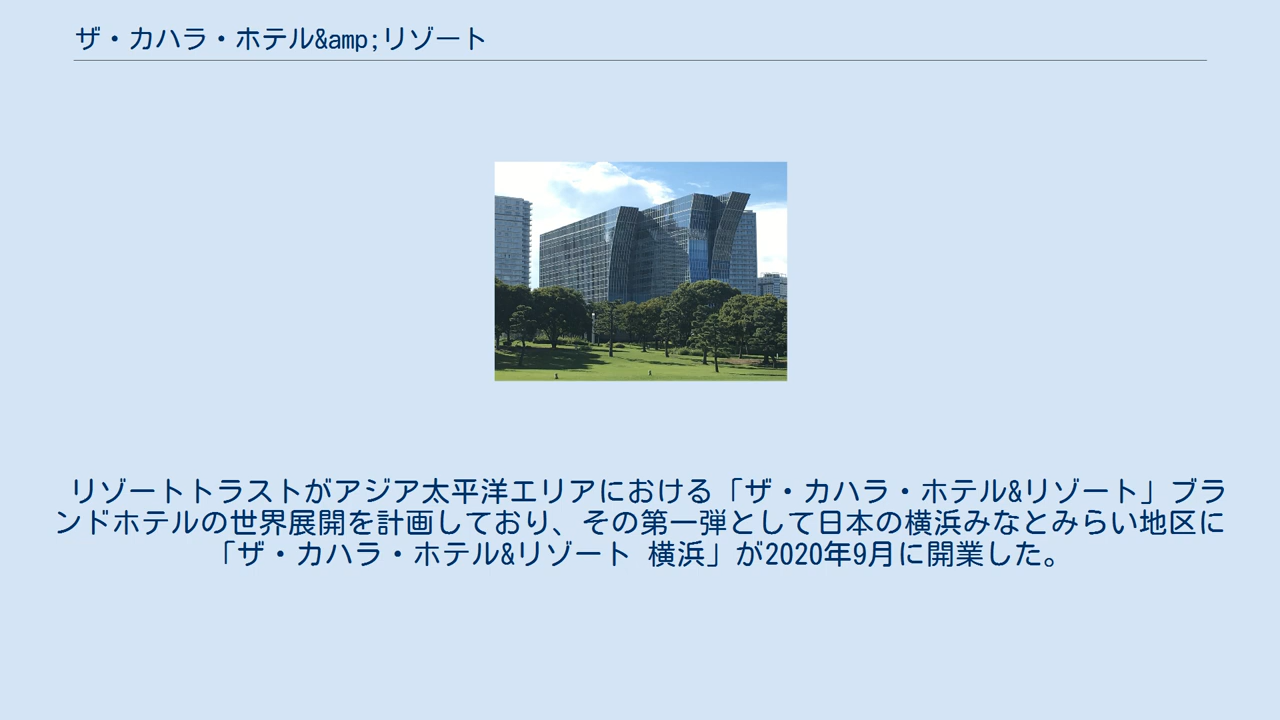 ザ・カハラ・ホテル&amp;リゾート
リゾートトラストがアジア太平洋エリアにおける「ザ・カハラ・ホテル&リゾート」ブラ
ンドホテルの世界展開を計画しており、その第一弾として日本の横浜みなとみらい地区に
「ザ・カハラ・ホテル&リゾート 横浜」が2020年9月に開業した。